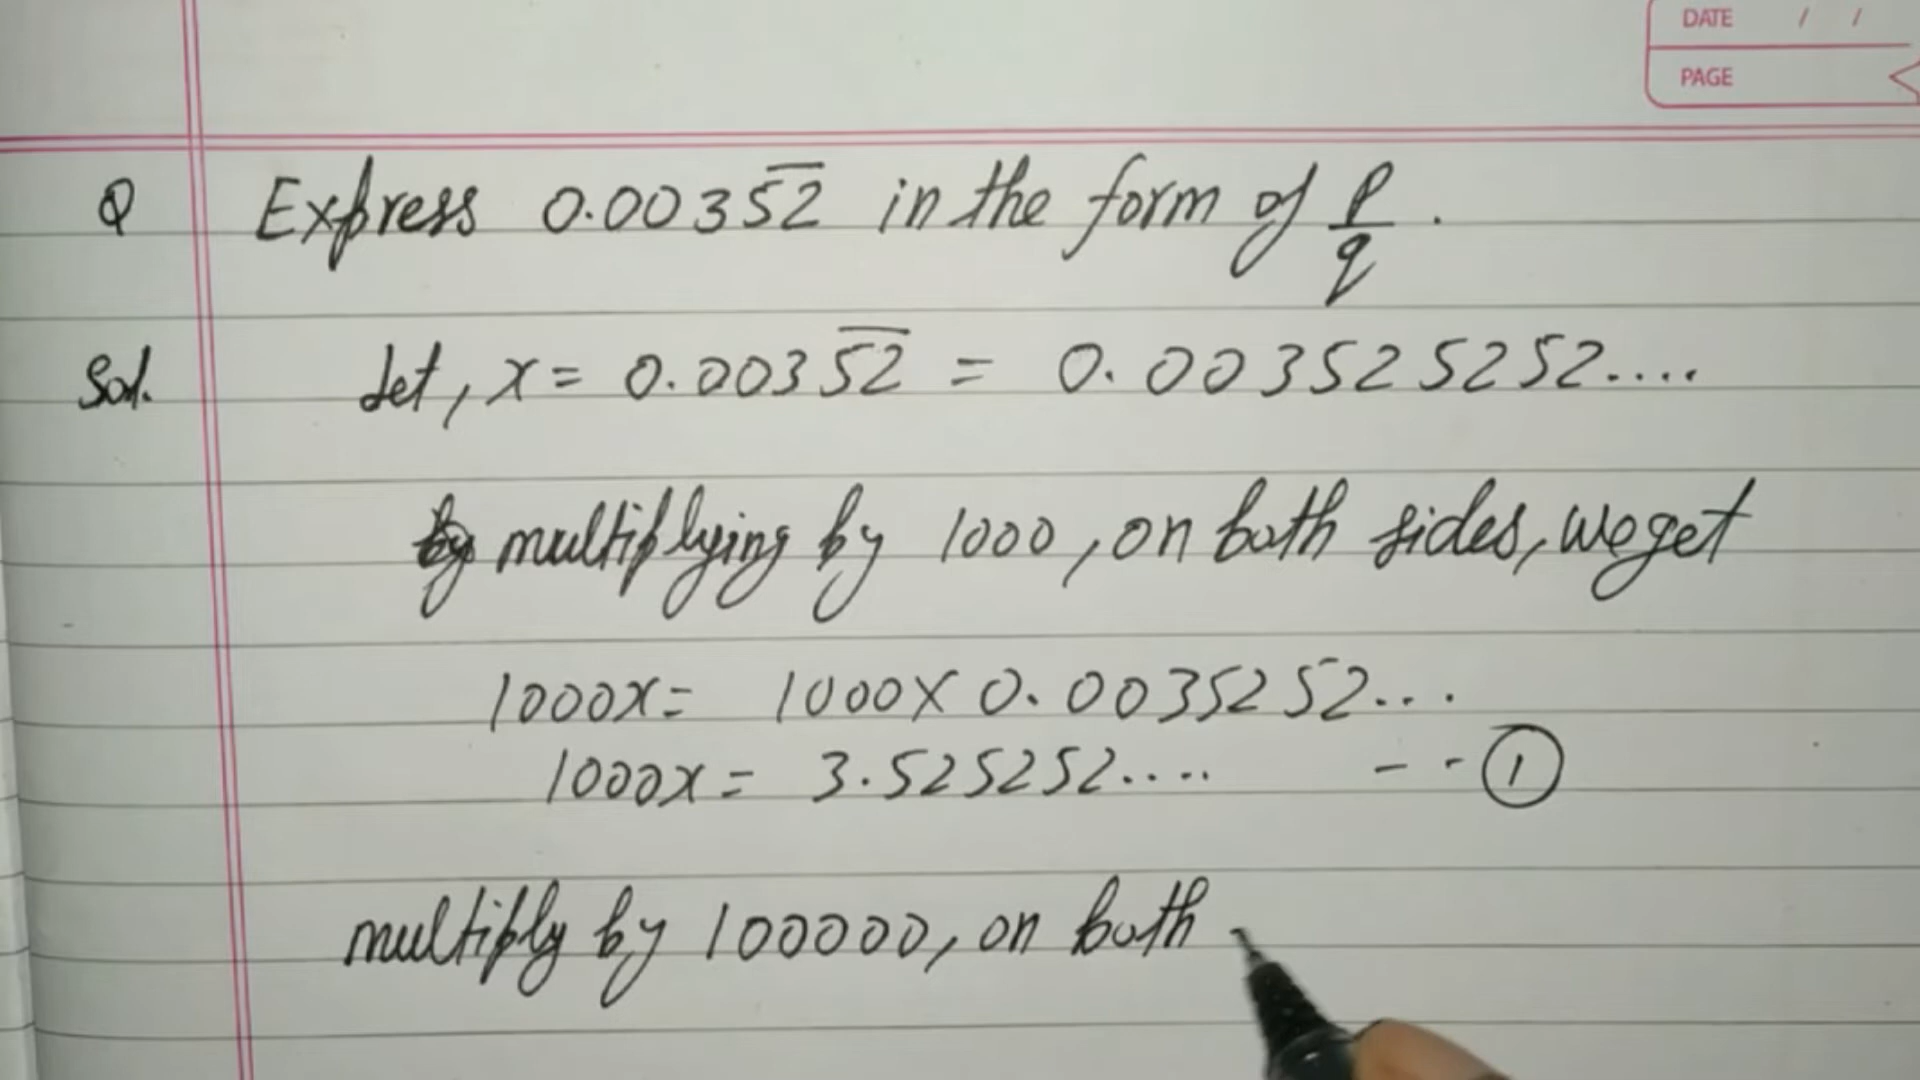 DATE / /
PAGE
Q Express 0.0035̅2̅ in the form of p/q.
Sol. Let, x = 0.0035̅2̅ = 0.003525252....
by multiplying by 1000, on both sides, we get
1000x = 1000 × 0.0035252...
1000x = 3.525252.... --①
multiply by 100000, on both